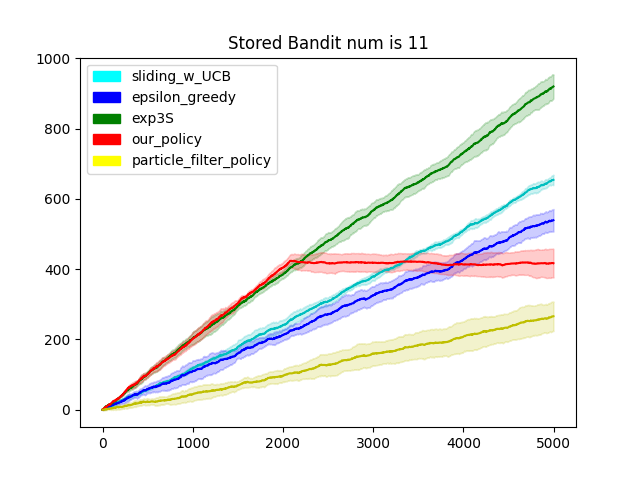 Stored Bandit num is 11
1000
800
600
400
200
0
sliding_w_UCB
epsilon_greedy
exp3S
our_policy
particle_filter_policy
0 1000 2000 3000 4000 5000